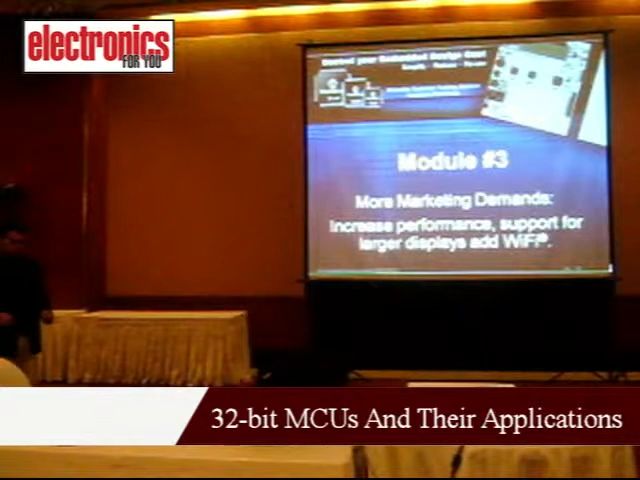 electronics
FOR YOU
Module #3
More Marketing Demands:
Increase performance, support for
larger displays add WiFi®.
32-bit MCUs And Their Applications